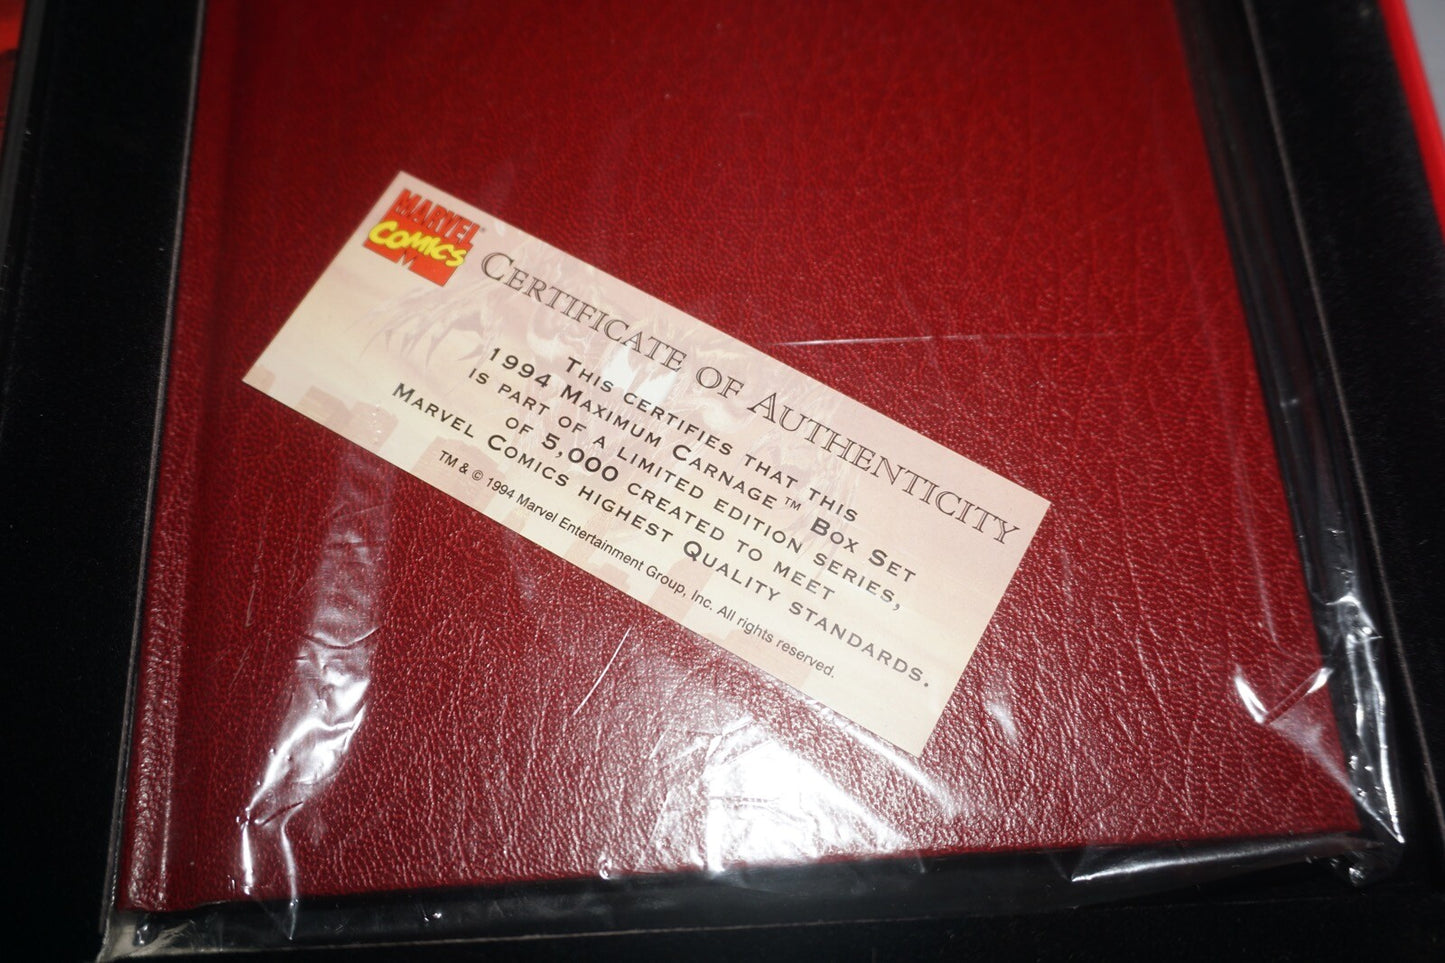 MARVEL
COMICS
M
CERTIFICATE OF AUTHENTICITY
THIS CERTIFIES THAT THIS
1994 MAXIMUM CARNAGE™ BOX SET
IS PART OF A LIMITED EDITION SERIES,
OF 5,000 CREATED TO MEET
MARVEL COMICS HIGHEST QUALITY STANDARDS.
TM & © 1994 Marvel Entertainment Group, Inc. All rights reserved.